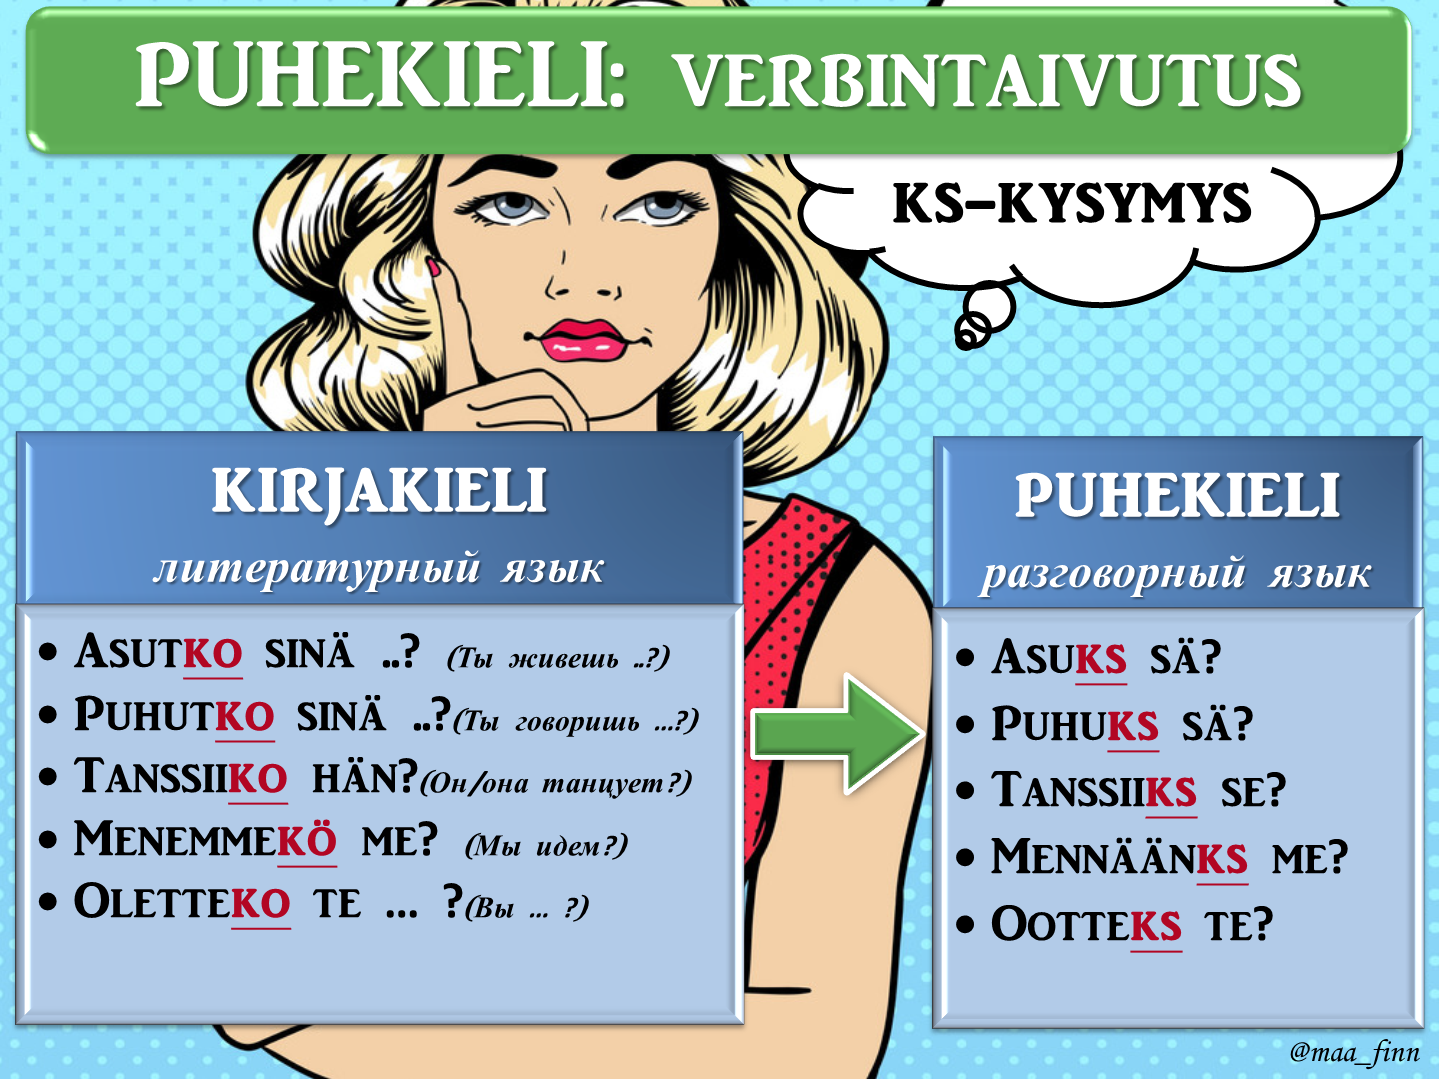 PUHEKIELI: VERBINTAIVUTUS
KS-KYSYMYS
KIRJAKIELI
литературный язык
• ASUTKO SINÄ ..? (Ты живешь ..?)
• PUHUTKO SINÄ ..?(Ты говоришь ...?)
• TANSSIIKO HÄN?(Он/она танцует?)
• MENEMMEKÖ ME? (Мы идем?)
• OLETTEKO TE ... ?(Вы ... ?)
PUHEKIELI
разговорный язык
• ASUKS SÄ?
• PUHUKS SÄ?
• TANSSIIKS SE?
• MENNÄÄNKS ME?
• OOTTEKS TE?
@maa_finn